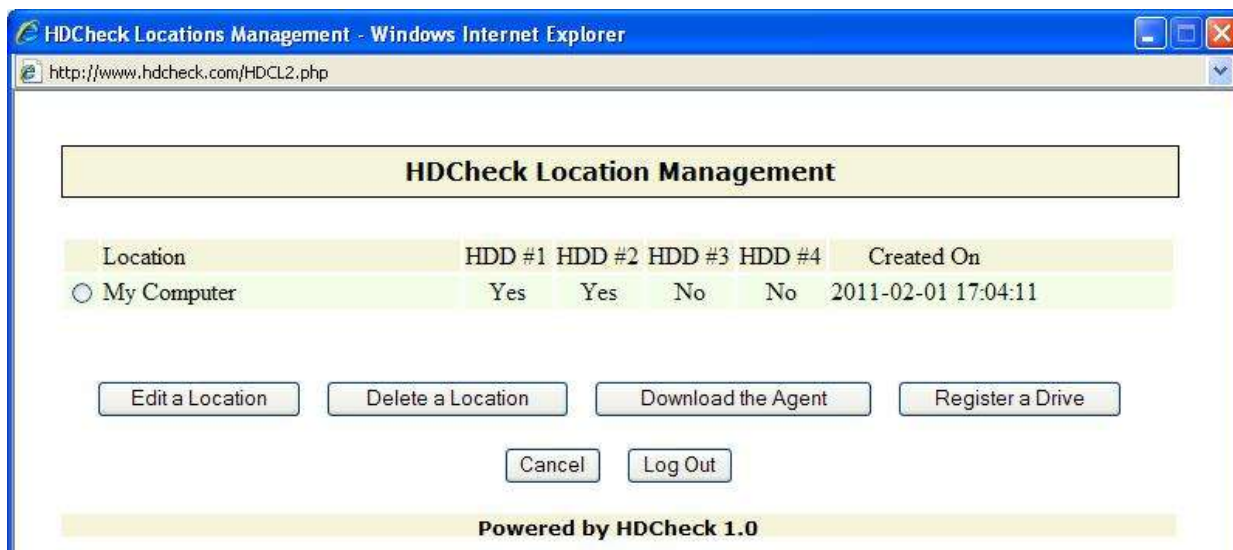 HDCheck Locations Management - Windows Internet Explorer
http://www.hdcheck.com/HDCL2.php
HDCheck Location Management
Location HDD #1 HDD #2 HDD #3 HDD #4 Created On
My Computer Yes Yes No No 2011-02-01 17:04:11
Edit a Location Delete a Location Download the Agent Register a Drive
Cancel Log Out
Powered by HDCheck 1.0